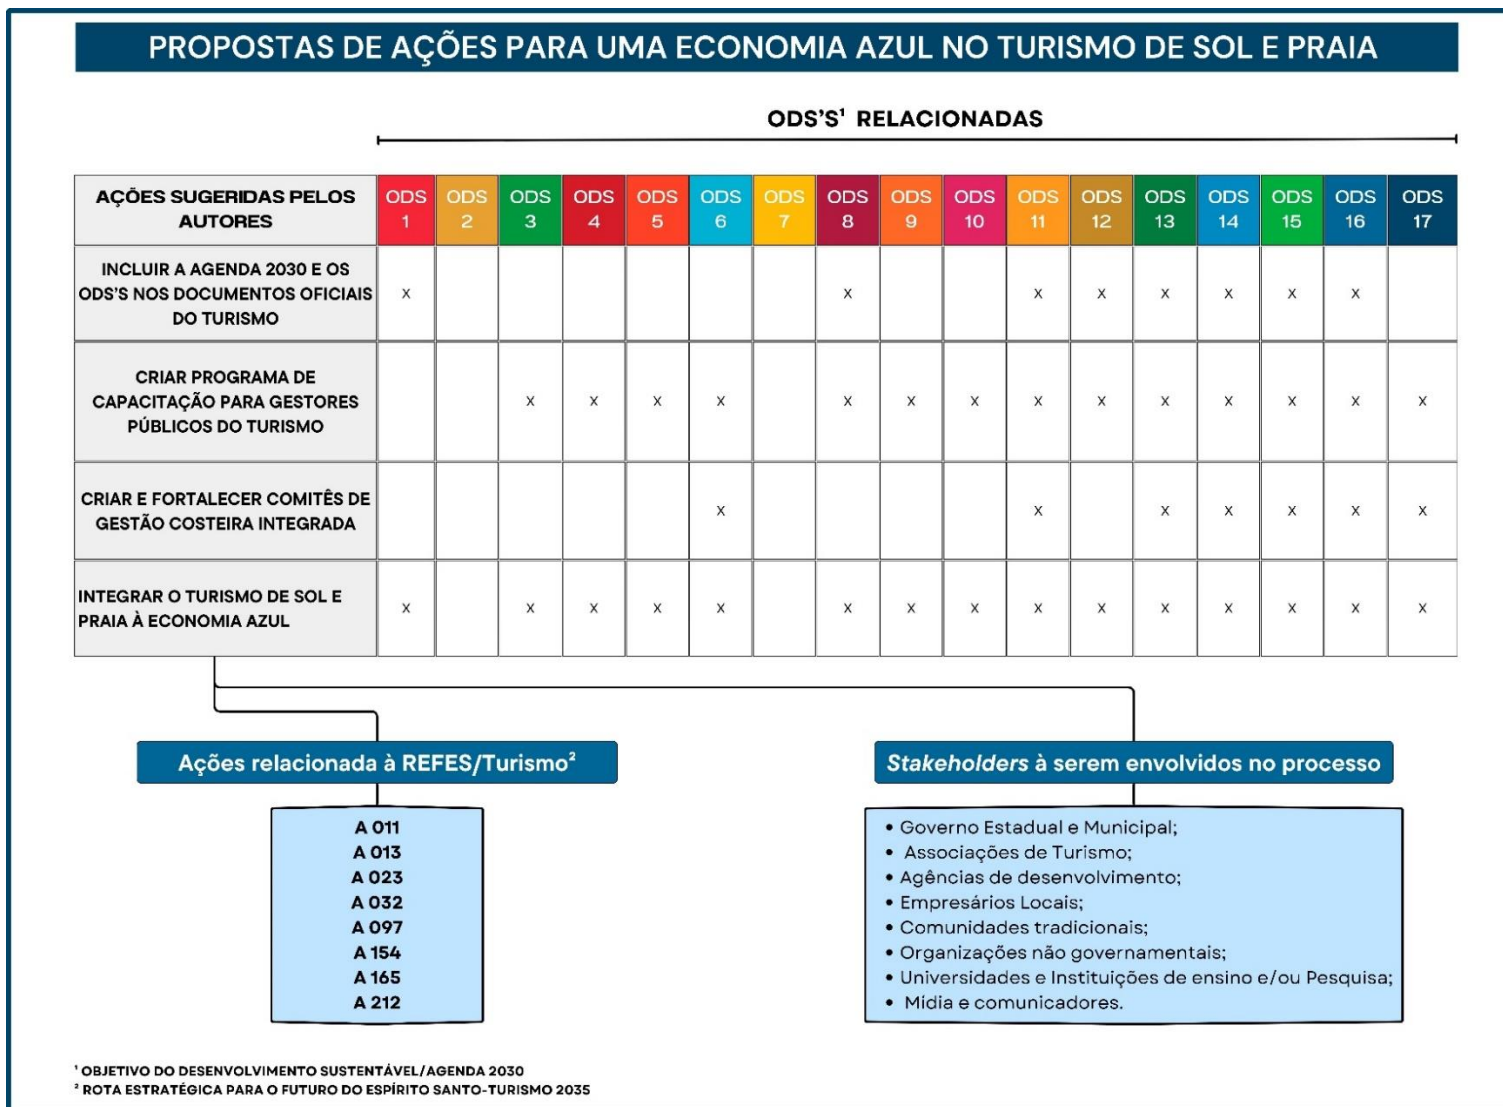 PROPOSTAS DE AÇÕES PARA UMA ECONOMIA AZUL NO TURISMO DE SOL E PRAIA
ODS'S¹ RELACIONADAS
AÇÕES SUGERIDAS PELOS
AUTORES
ODS 1 ODS 2 ODS 3 ODS 4 ODS 5 ODS 6 ODS 7 ODS 8 ODS 9 ODS 10 ODS 11 ODS 12 ODS 13 ODS 14 ODS 15 ODS 16 ODS 17
INCLUIR A AGENDA 2030 E OS
ODS'S NOS DOCUMENTOS OFICIAIS
DO TURISMO
X X X X X X X X
CRIAR PROGRAMA DE
CAPACITAÇÃO PARA GESTORES
PÚBLICOS DO TURISMO
X X X X X X X X X X X X X X
CRIAR E FORTALECER COMITÊS DE
GESTÃO COSTEIRA INTEGRADA
X X X X X X X
INTEGRAR O TURISMO DE SOL E
PRAIA À ECONOMIA AZUL
X X X X X X X X X X X X X X X
Ações relacionada à REFES/Turismo²
A 011
A 013
A 023
A 032
A 097
A 154
A 165
A 212
Stakeholders à serem envolvidos no processo
• Governo Estadual e Municipal;
• Associações de Turismo;
• Agências de desenvolvimento;
• Empresários Locais;
• Comunidades tradicionais;
• Organizações não governamentais;
• Universidades e Instituições de ensino e/ou Pesquisa;
• Mídia e comunicadores.
¹ OBJETIVO DO DESENVOLVIMENTO SUSTENTÁVEL/AGENDA 2030
² ROTA ESTRATÉGICA PARA O FUTURO DO ESPÍRITO SANTO-TURISMO 2035